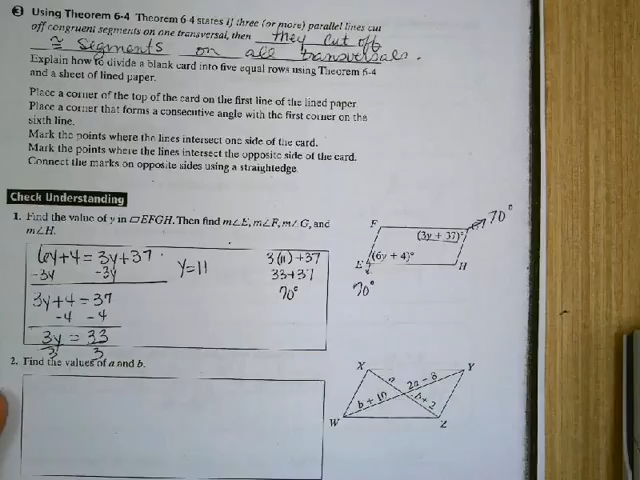 3 Using Theorem 6-4 Theorem 6 4 states if three (or more) parallel lines cut
off congruent segments on one transversal, then they cut off
≅ segments on all transversals.
Explain how to divide a blank card into five equal rows using Theorem 6-4
and a sheet of lined paper.
Place a corner of the top of the card on the first line of the lined paper
Place a corner that forms a consecutive angle with the first corner on the
sixth line.
Mark the points where the lines intersect one side of the card.
Mark the points where the lines intersect the opposite side of the card.
Connect the marks on opposite sides using a straightedge
Check Understanding
1. Find the value of y in ▱EFGH. Then find m∠E, m∠F, m∠G, and
m∠H.
6y+4=3y+37
-3y -3y
3y+4=37
-4 -4
3y = 33
3 3
y=11
3(11)+37
33+37
70°
F
70°
(3y + 37)°
(6y + 4)°
E
H
70°
2. Find the values of a and b.
X
Y
a
2a - 8
b + 10
b + 2
W
Z